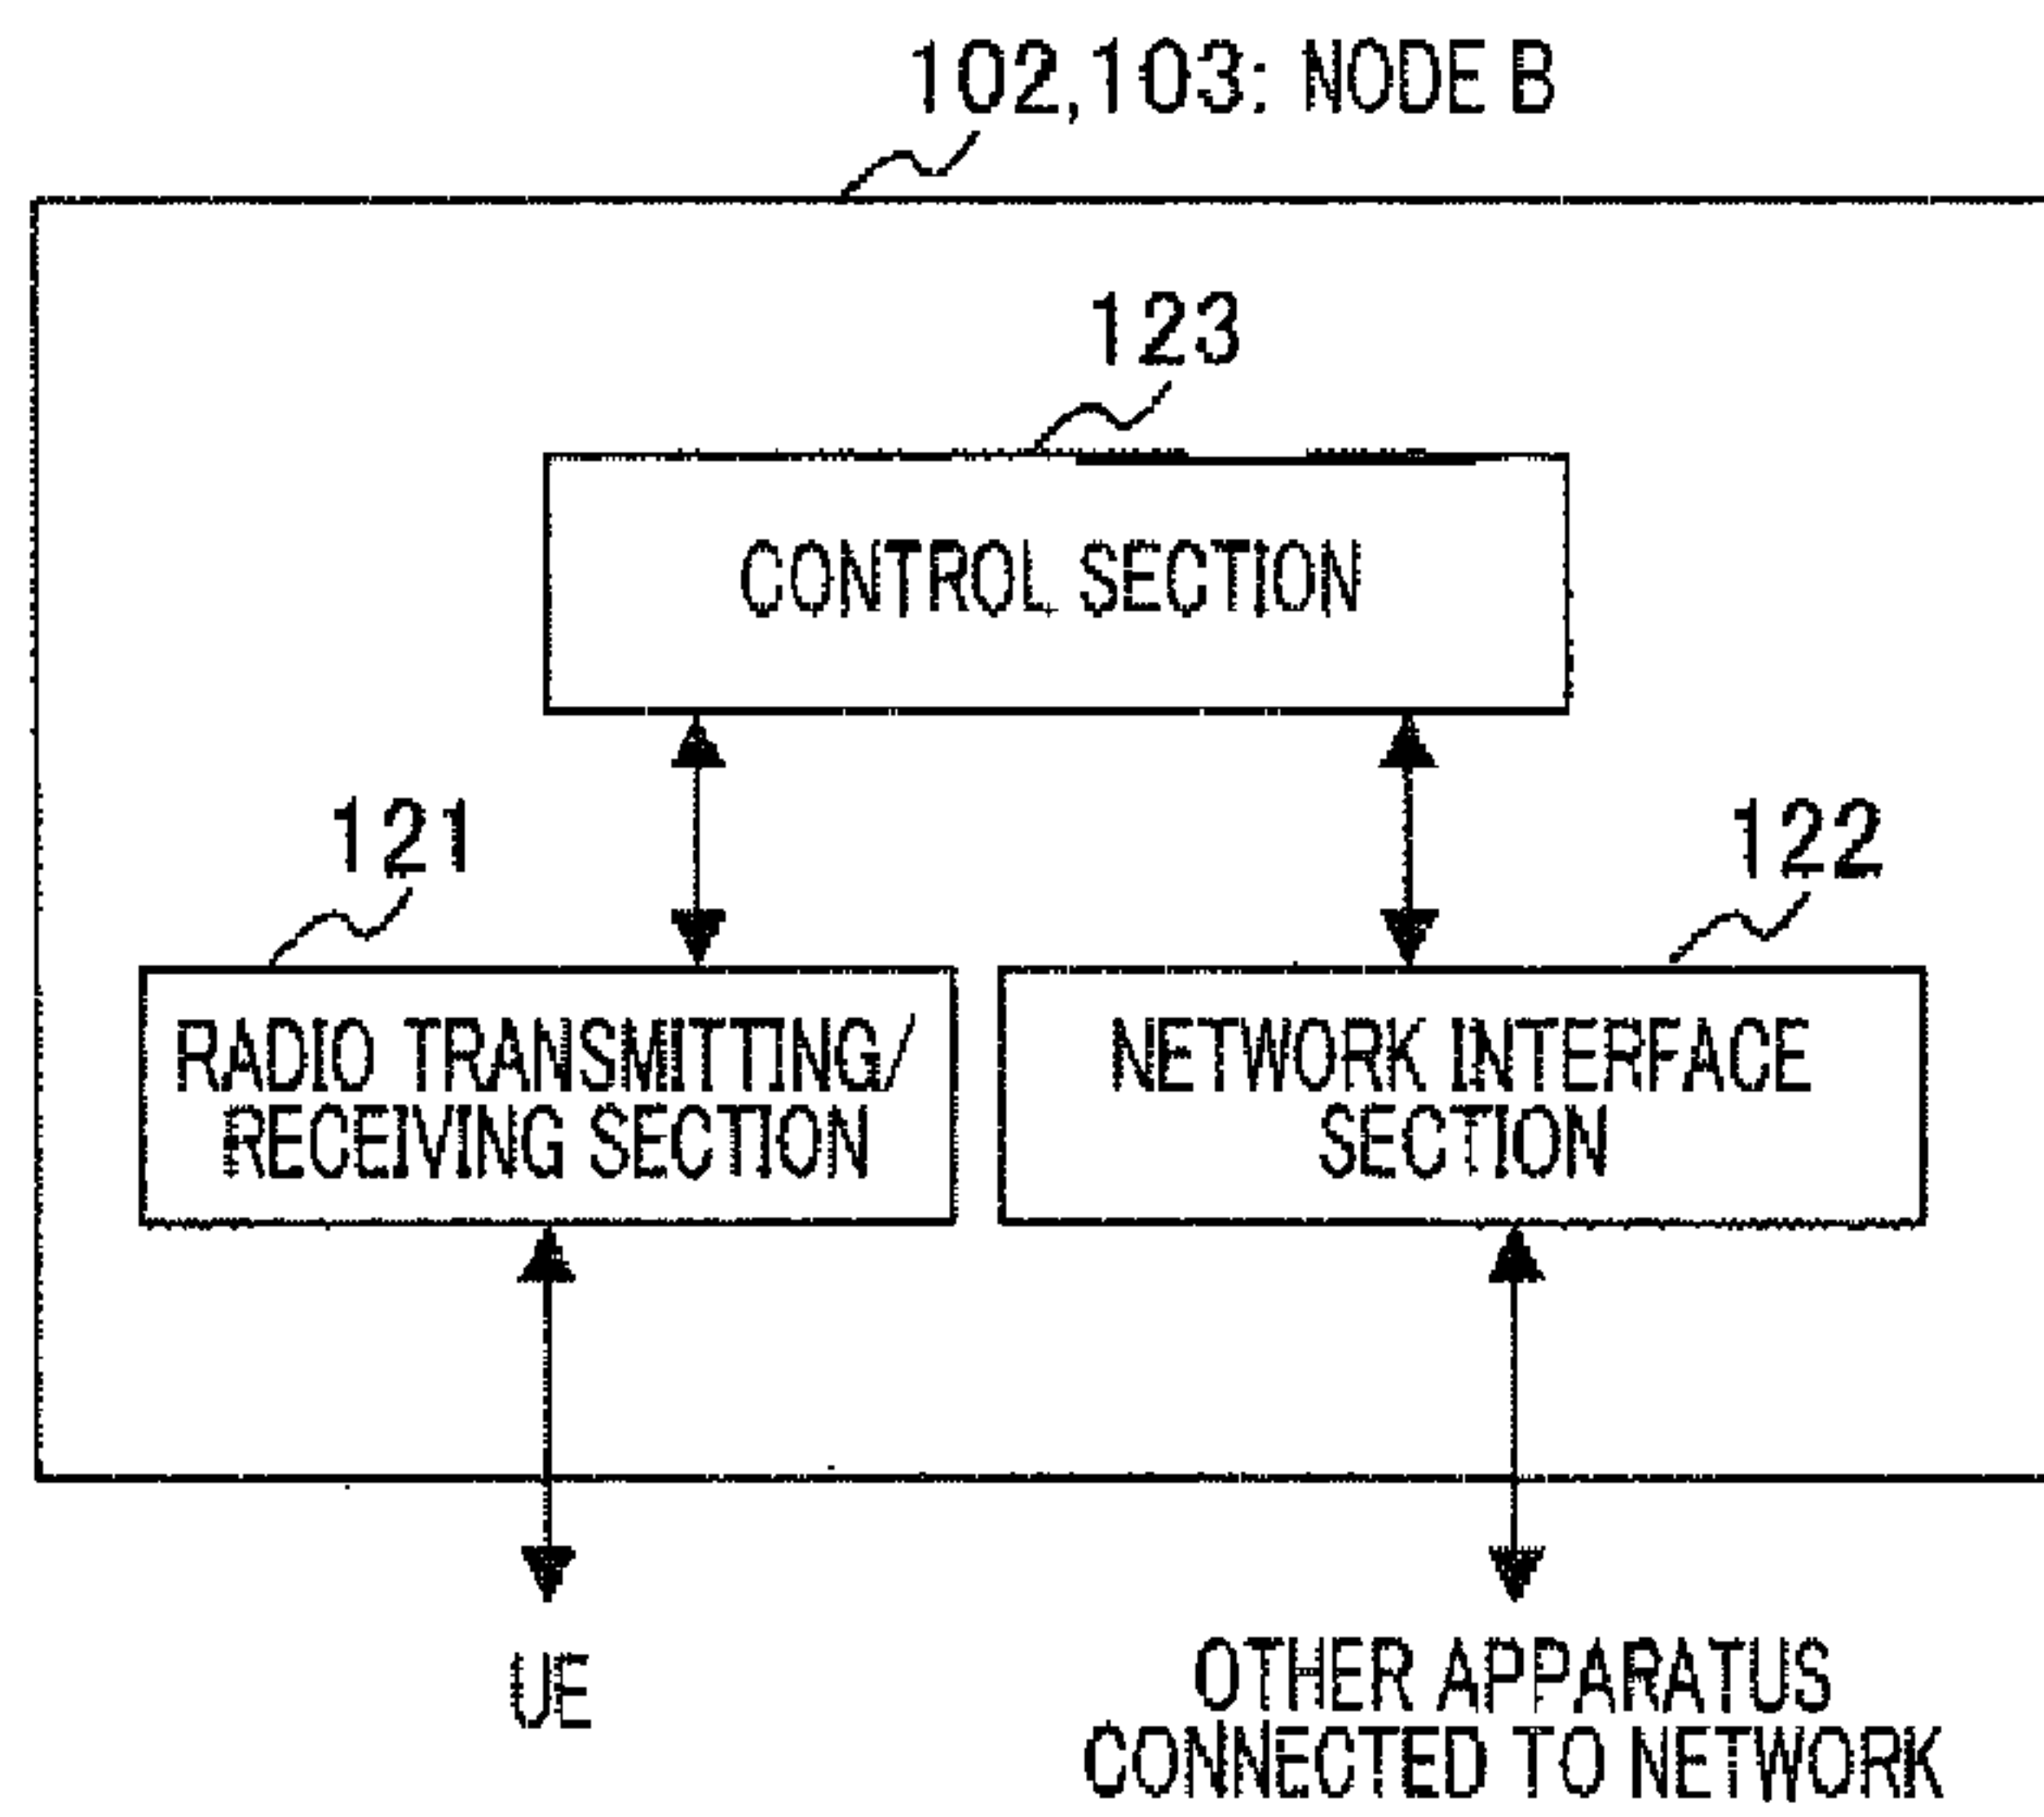 102,103: NODE B
123
CONTROL SECTION
121
122
RADIO TRANSMITTING/
RECEIVING SECTION
NETWORK INTERFACE
SECTION
UE
OTHER APPARATUS
CONNECTED TO NETWORK